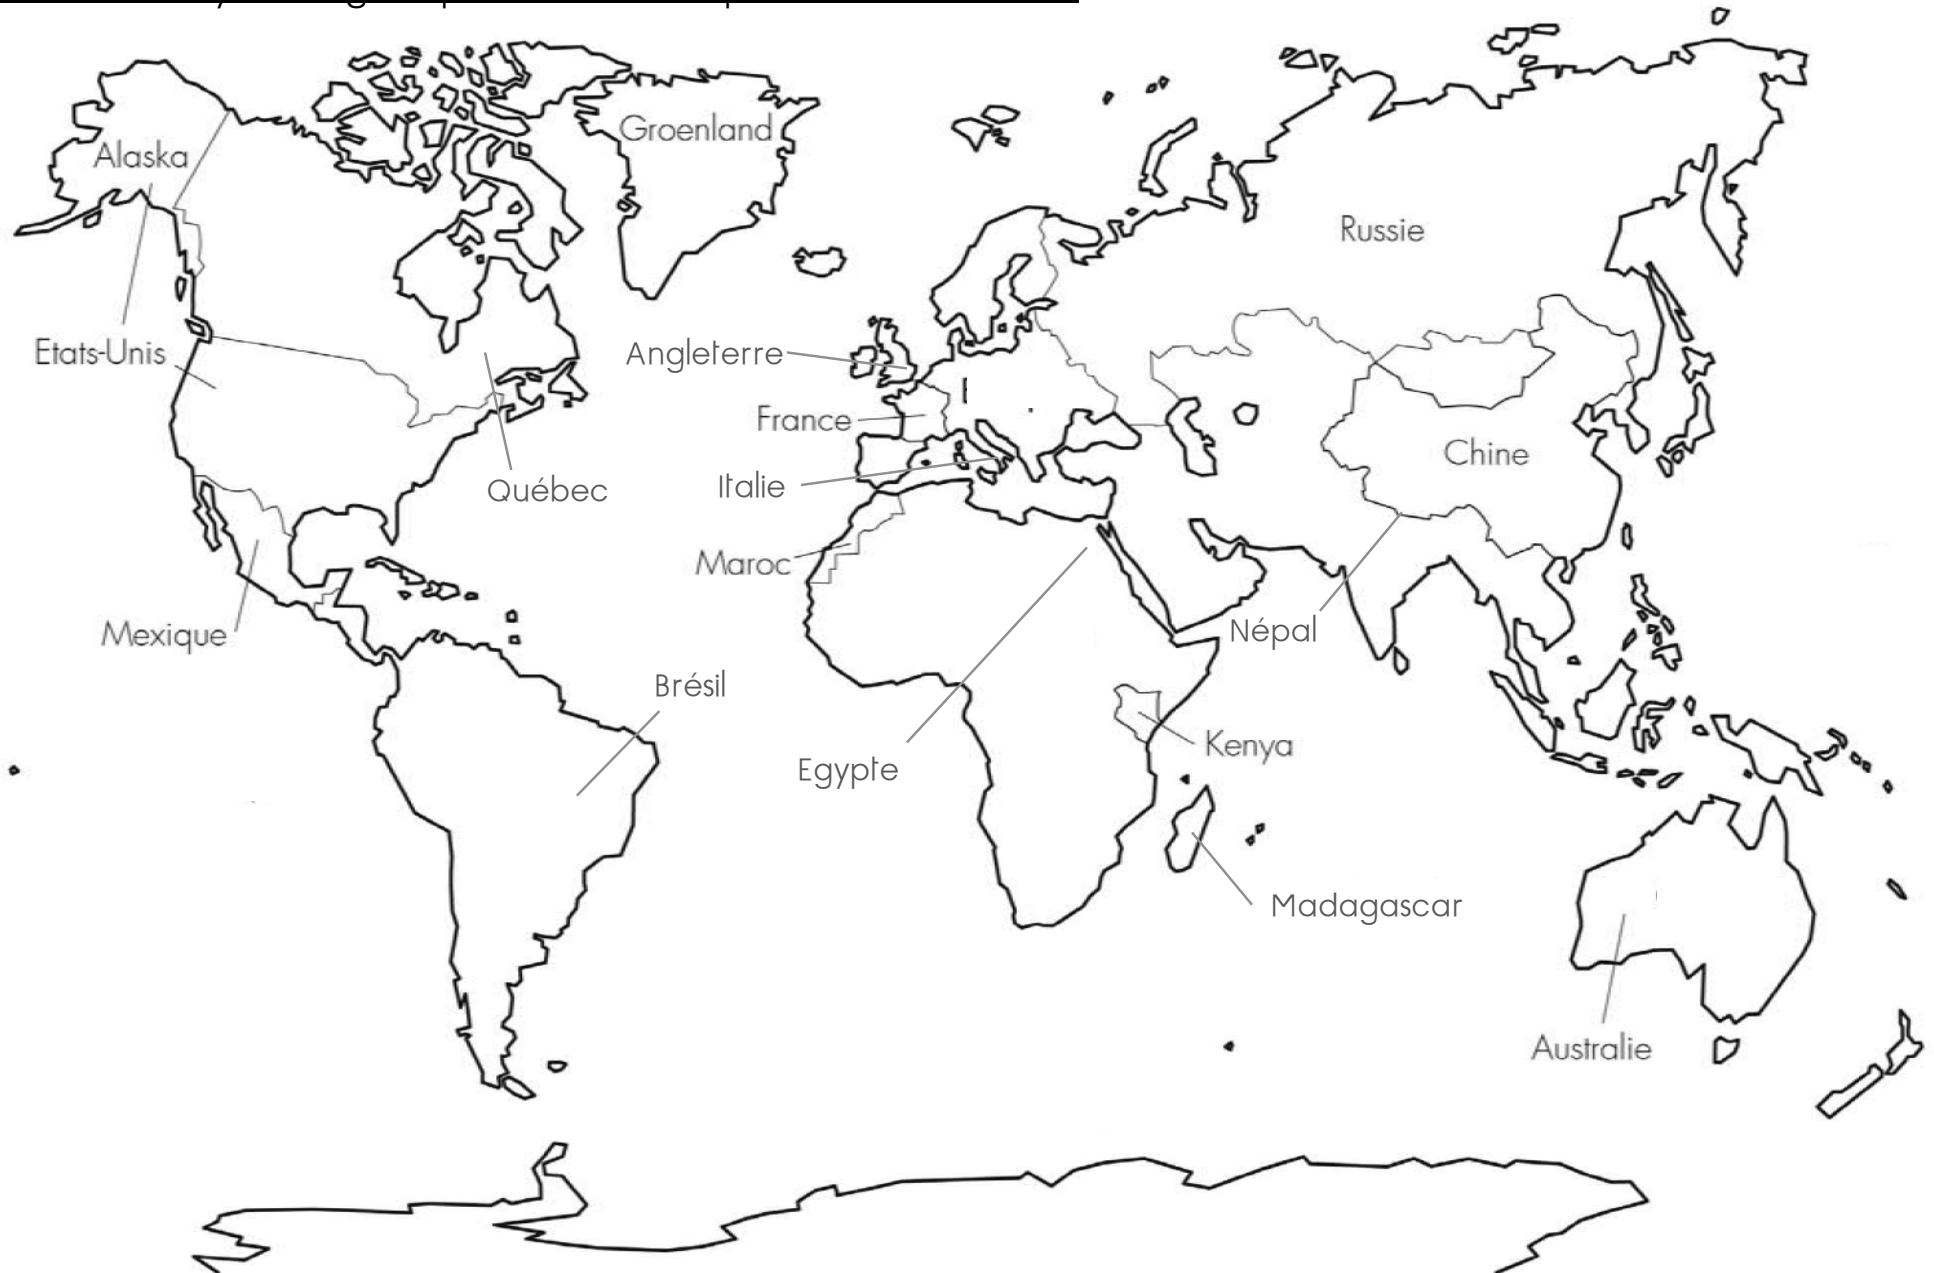 Groenland
Alaska
Russie
Etats-Unis
Angleterre
France
Chine
Italie
Québec
Maroc
Mexique
Népal
Brésil
Kenya
Egypte
Madagascar
Australie